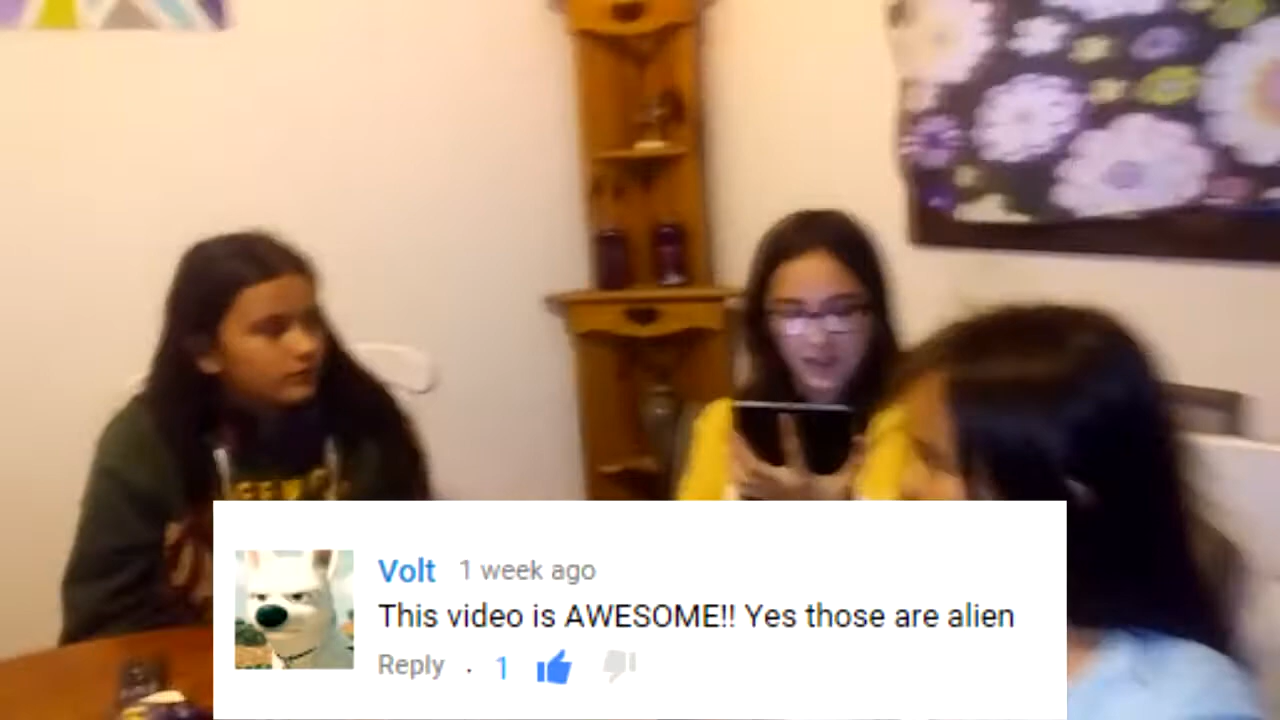 Volt 1 week ago
This video is AWESOME!! Yes those are alien
Reply . 1